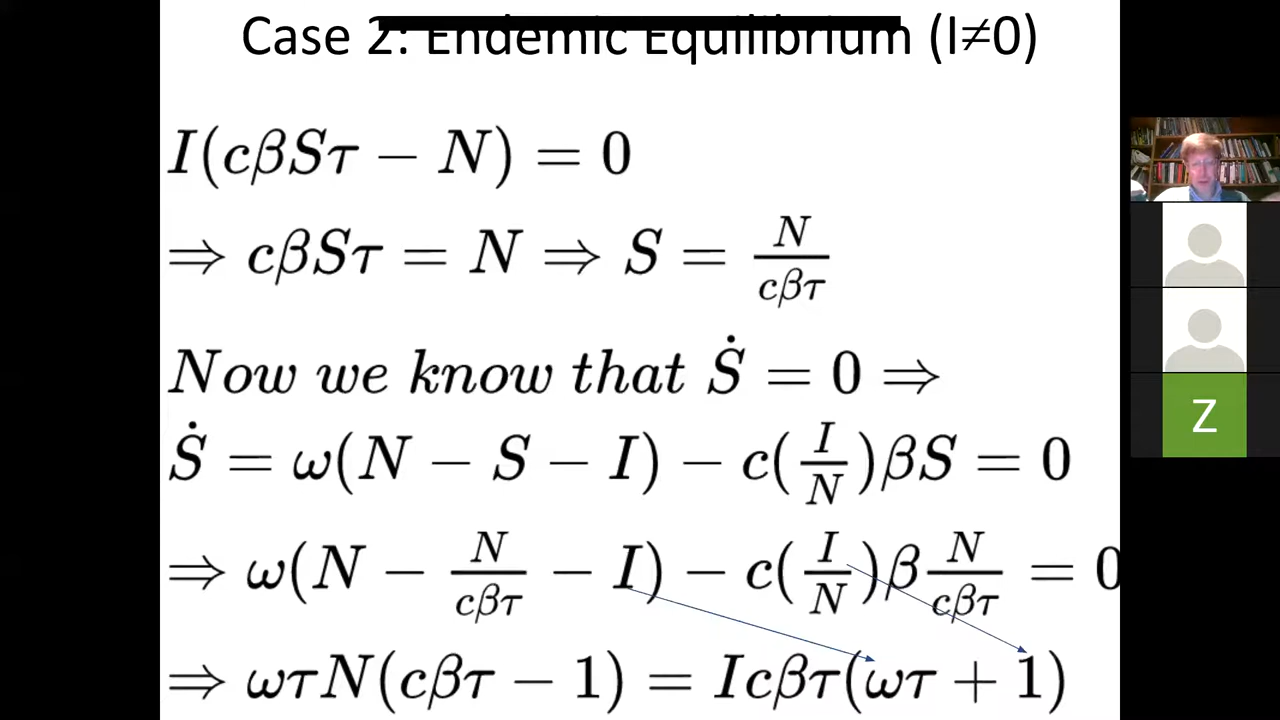 Case 2: Endemic Equilibrium (I≠0)
I(cβSτ − N) = 0
⇒ cβSτ = N ⇒ S = N/(cβτ)
Now we know that Ṡ = 0 ⇒
Ṡ = ω(N − S − I) − c(I/N)βS = 0
⇒ ω(N − N/(cβτ) − I) − c(I/N)β N/(cβτ) = 0
⇒ ωτN(cβτ − 1) = Icβτ(ωτ + 1)
Z